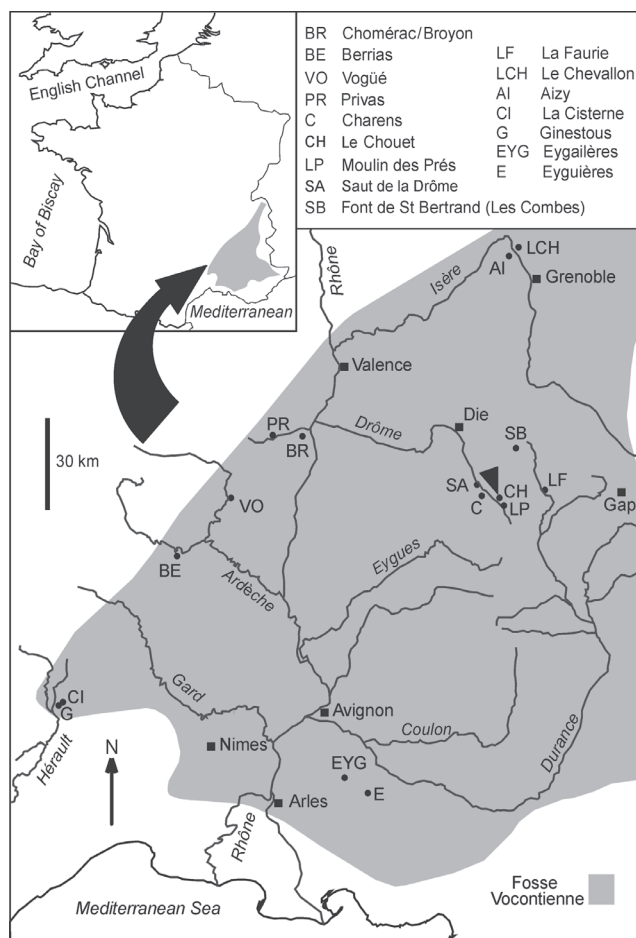 English Channel
Bay of Biscay
Mediterranean
BR Chomérac/Broyon
BE Berrias
VO Vogüé
PR Privas
C Charens
CH Le Chouet
LP Moulin des Prés
SA Saut de la Drôme
SB Font de St Bertrand (Les Combes)
LF La Faurie
LCH Le Chevallon
AI Aizy
CI La Cisterne
G Ginestous
EYG Eygailères
E Eyguières
Rhône
Isère
LCH
AI
Grenoble
Valence
30 km
PR
BR
Drôme
Die
SB
SA
C
CH
LP
LF
Gap
VO
BE
Ardèche
Eygues
Gard
CI
G
Hérault
N
Nimes
Avignon
Coulon
Durance
EYG
E
Arles
Rhône
Mediterranean Sea
Fosse
Vocontienne